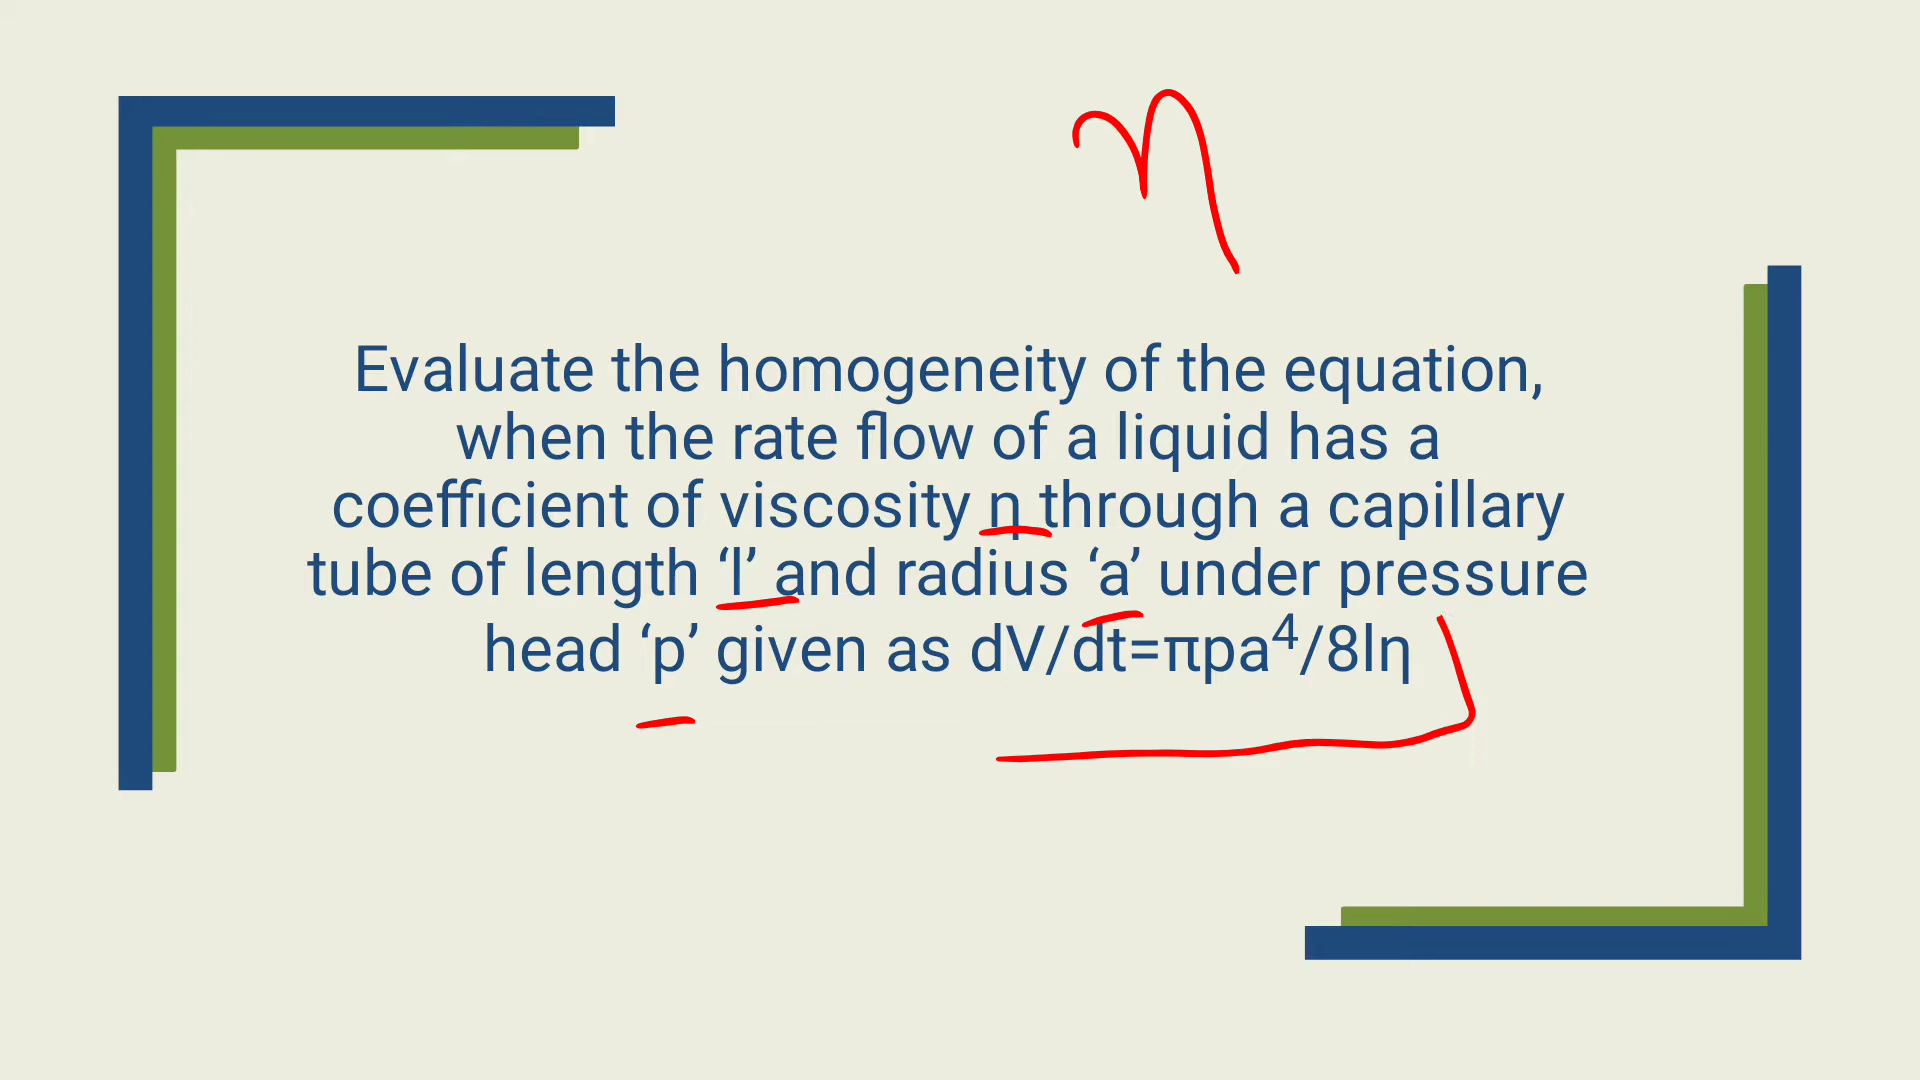 η
Evaluate the homogeneity of the equation,
when the rate flow of a liquid has a
coefficient of viscosity η through a capillary
tube of length ‘l’ and radius ‘a’ under pressure
head ‘p’ given as dV/dt=πpa⁴/8lη